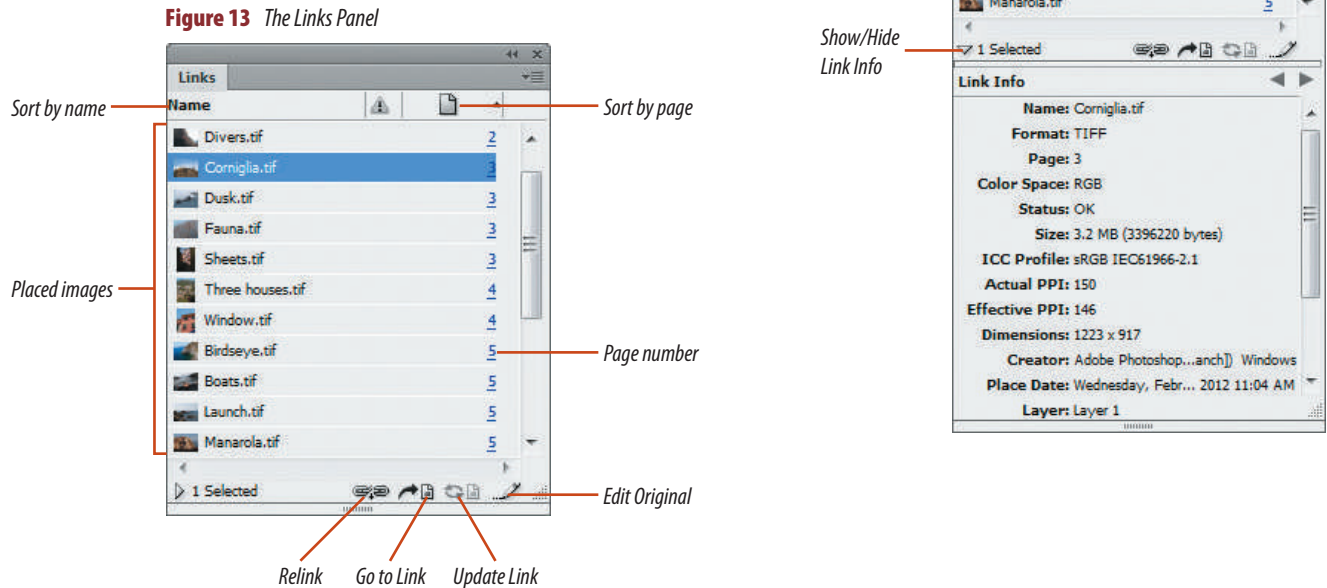 Figure 13 The Links Panel
Links
Sort by name
Name
Sort by page
Divers.tif 2
Corniglia.tif 3
Dusk.tif 3
Fauna.tif 3
Sheets.tif 3
Placed images
Three houses.tif 4
Window.tif 4
Birdseye.tif 5
Page number
Boats.tif 5
Launch.tif 5
Manarola.tif 5
1 Selected
Edit Original
Relink Go to Link Update Link
Manarola.tif 5
Show/Hide
Link Info
1 Selected
Link Info
Name: Corniglia.tif
Format: TIFF
Page: 3
Color Space: RGB
Status: OK
Size: 3.2 MB (3396220 bytes)
ICC Profile: sRGB IEC61966-2.1
Actual PPI: 150
Effective PPI: 146
Dimensions: 1223 x 917
Creator: Adobe Photoshop...anch]) Windows
Place Date: Wednesday, Febr... 2012 11:04 AM
Layer: Layer 1